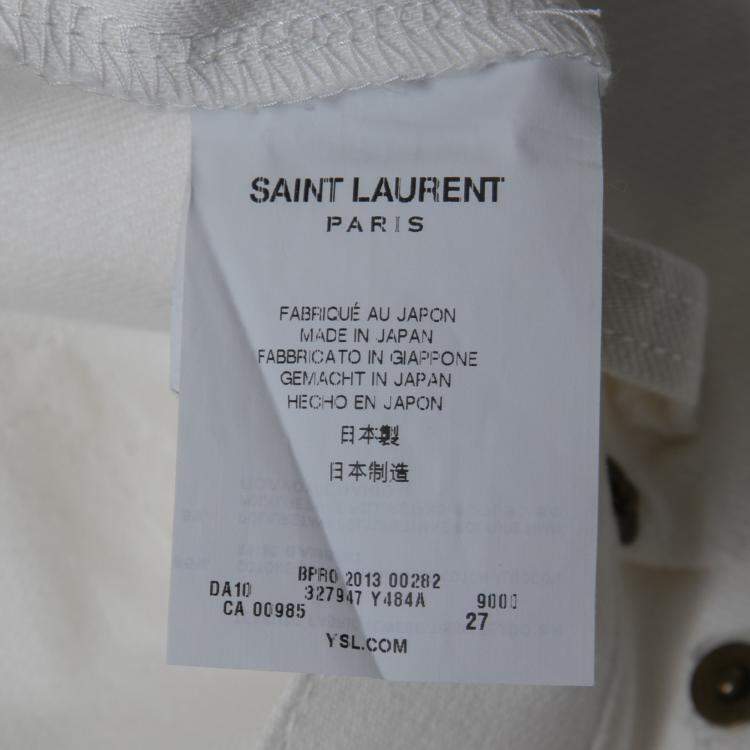 SAINT LAURENT
PARIS
FABRIQUÉ AU JAPON
MADE IN JAPAN
FABBRICATO IN GIAPPONE
GEMACHT IN JAPAN
HECHO EN JAPON
日本製
日本制造
BPRO 2013 00282
DA10 327947 Y484A 9000
CA 00985 27
YSL.COM